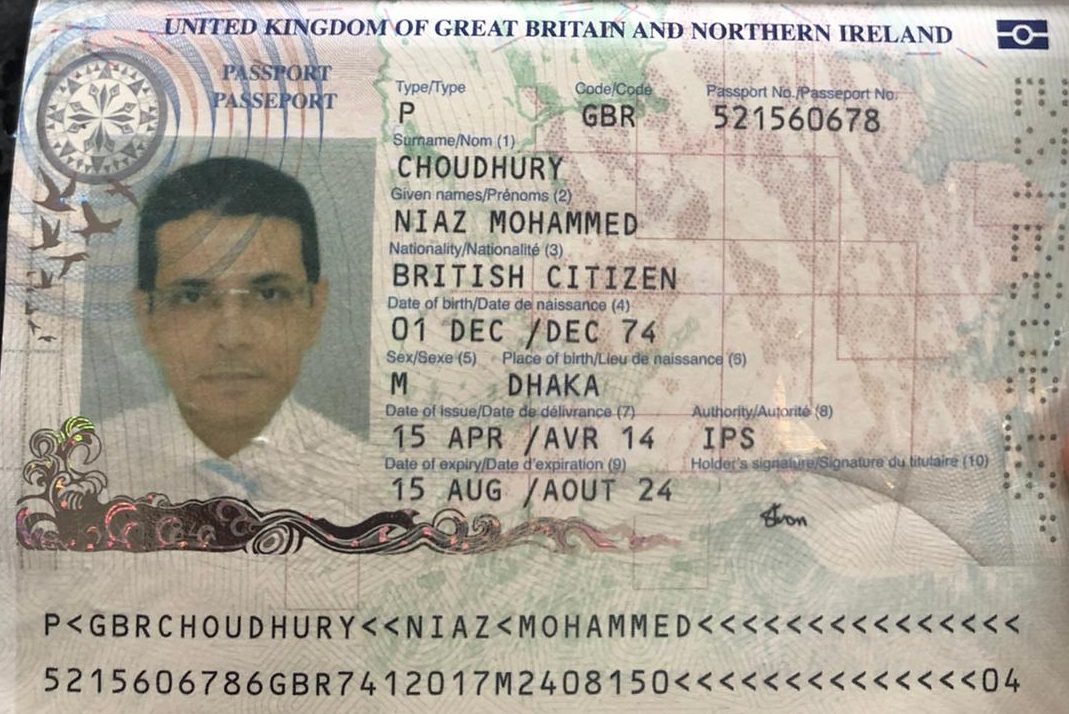 UNITED KINGDOM OF GREAT BRITAIN AND NORTHERN IRELAND
PASSPORT
PASSEPORT
Type/Type Code/Code Passport No./Passeport No.
P GBR 521560678
Surname/Nom (1)
CHOUDHURY
Given names/Prénoms (2)
NIAZ MOHAMMED
Nationality/Nationalité (3)
BRITISH CITIZEN
Date of birth/Date de naissance (4)
01 DEC /DEC 74
Sex/Sexe (5) Place of birth/Lieu de naissance (6)
M DHAKA
Date of issue/Date de délivrance (7) Authority/Autorité (8)
15 APR /AVR 14 IPS
Date of expiry/Date d'expiration (9) Holder's signature/Signature du titulaire (10)
15 AUG /AOUT 24
P<GBRCHOUDHURY<<NIAZ<MOHAMMED<<<<<<<<<<<<<<<
5215606786GBR7412017M2408150<<<<<<<<<<<<<<04